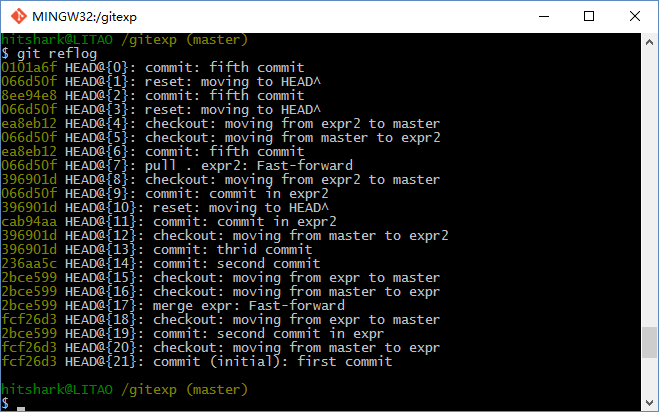 MINGW32:/gitexp
hitshark@LITAO /gitexp (master)
$ git reflog
0101a6f HEAD@{0}: commit: fifth commit
066d50f HEAD@{1}: reset: moving to HEAD^
8ee94e8 HEAD@{2}: commit: fifth commit
066d50f HEAD@{3}: reset: moving to HEAD^
ea8eb12 HEAD@{4}: checkout: moving from expr2 to master
066d50f HEAD@{5}: checkout: moving from master to expr2
ea8eb12 HEAD@{6}: commit: fifth commit
066d50f HEAD@{7}: pull . expr2: Fast-forward
396901d HEAD@{8}: checkout: moving from expr2 to master
066d50f HEAD@{9}: commit: commit in expr2
396901d HEAD@{10}: reset: moving to HEAD^
cab94aa HEAD@{11}: commit: commit in expr2
396901d HEAD@{12}: checkout: moving from master to expr2
396901d HEAD@{13}: commit: thrid commit
236aa5c HEAD@{14}: commit: second commit
2bce599 HEAD@{15}: checkout: moving from expr to master
2bce599 HEAD@{16}: checkout: moving from master to expr
2bce599 HEAD@{17}: merge expr: Fast-forward
fcf26d3 HEAD@{18}: checkout: moving from expr to master
2bce599 HEAD@{19}: commit: second commit in expr
fcf26d3 HEAD@{20}: checkout: moving from master to expr
fcf26d3 HEAD@{21}: commit (initial): first commit
hitshark@LITAO /gitexp (master)
$